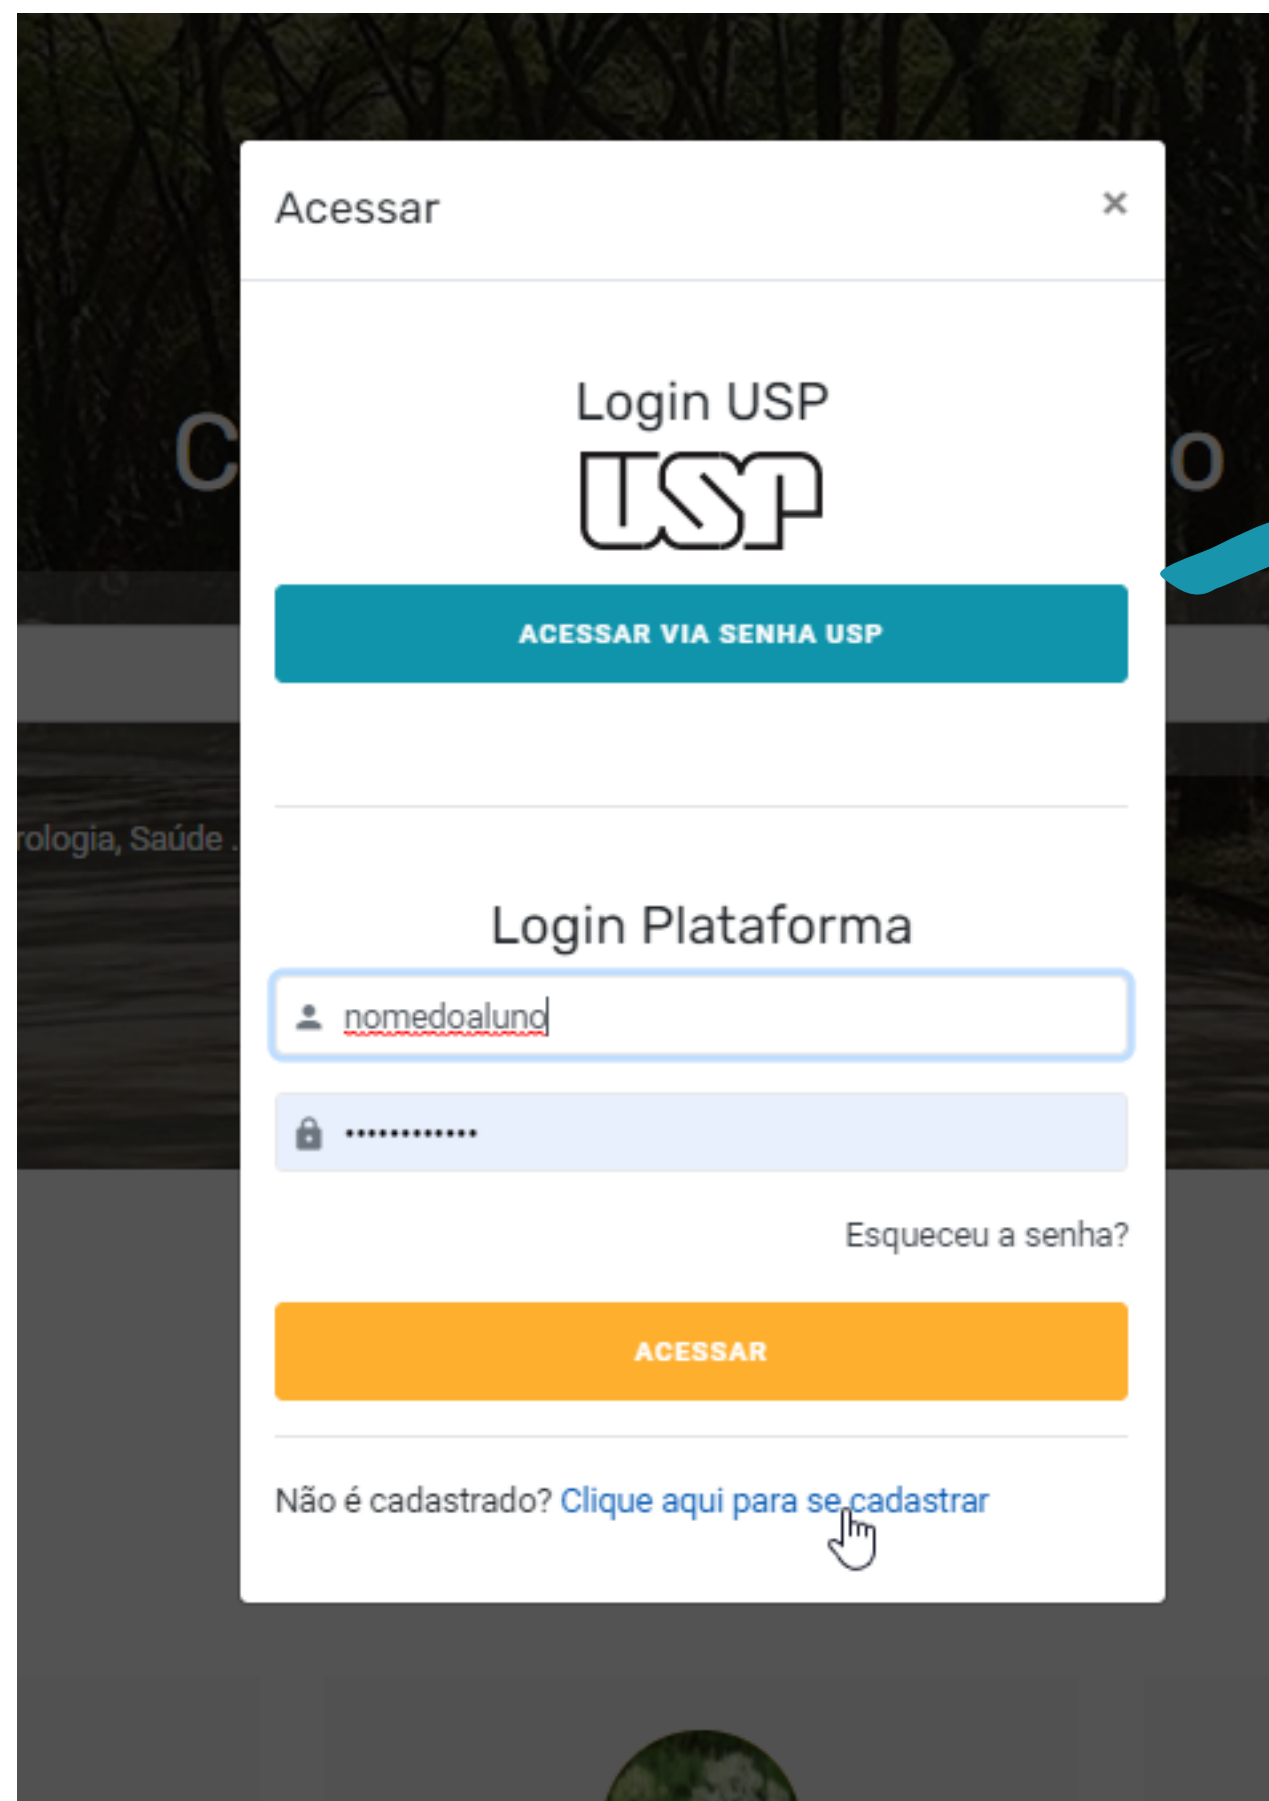 Acessar ×
Login USP
USP
ACESSAR VIA SENHA USP
rologia, Saúde .
Login Plataforma
nomedoaluno
••••••••••••
Esqueceu a senha?
ACESSAR
Não é cadastrado? Clique aqui para se cadastrar